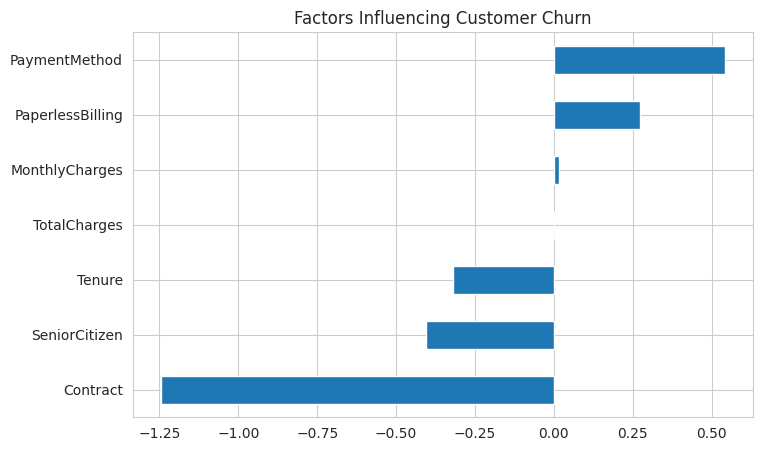 Factors Influencing Customer Churn
PaymentMethod
PaperlessBilling
MonthlyCharges
TotalCharges
Tenure
SeniorCitizen
Contract
−1.25 −1.00 −0.75 −0.50 −0.25 0.00 0.25 0.50